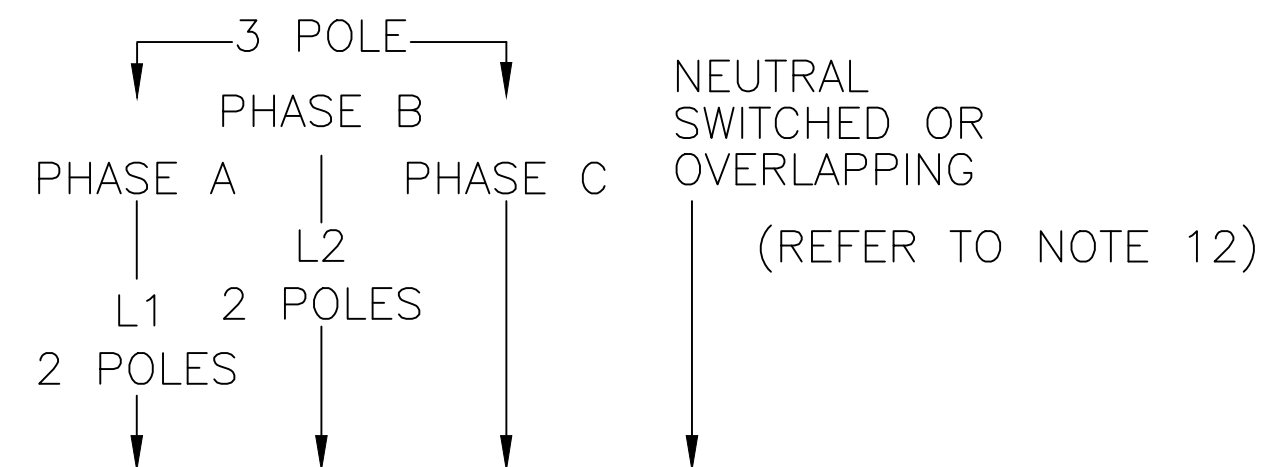 3 POLE
PHASE B
PHASE A
PHASE C
L2
2 POLES
L1
2 POLES
NEUTRAL
SWITCHED OR
OVERLAPPING
(REFER TO NOTE 12)